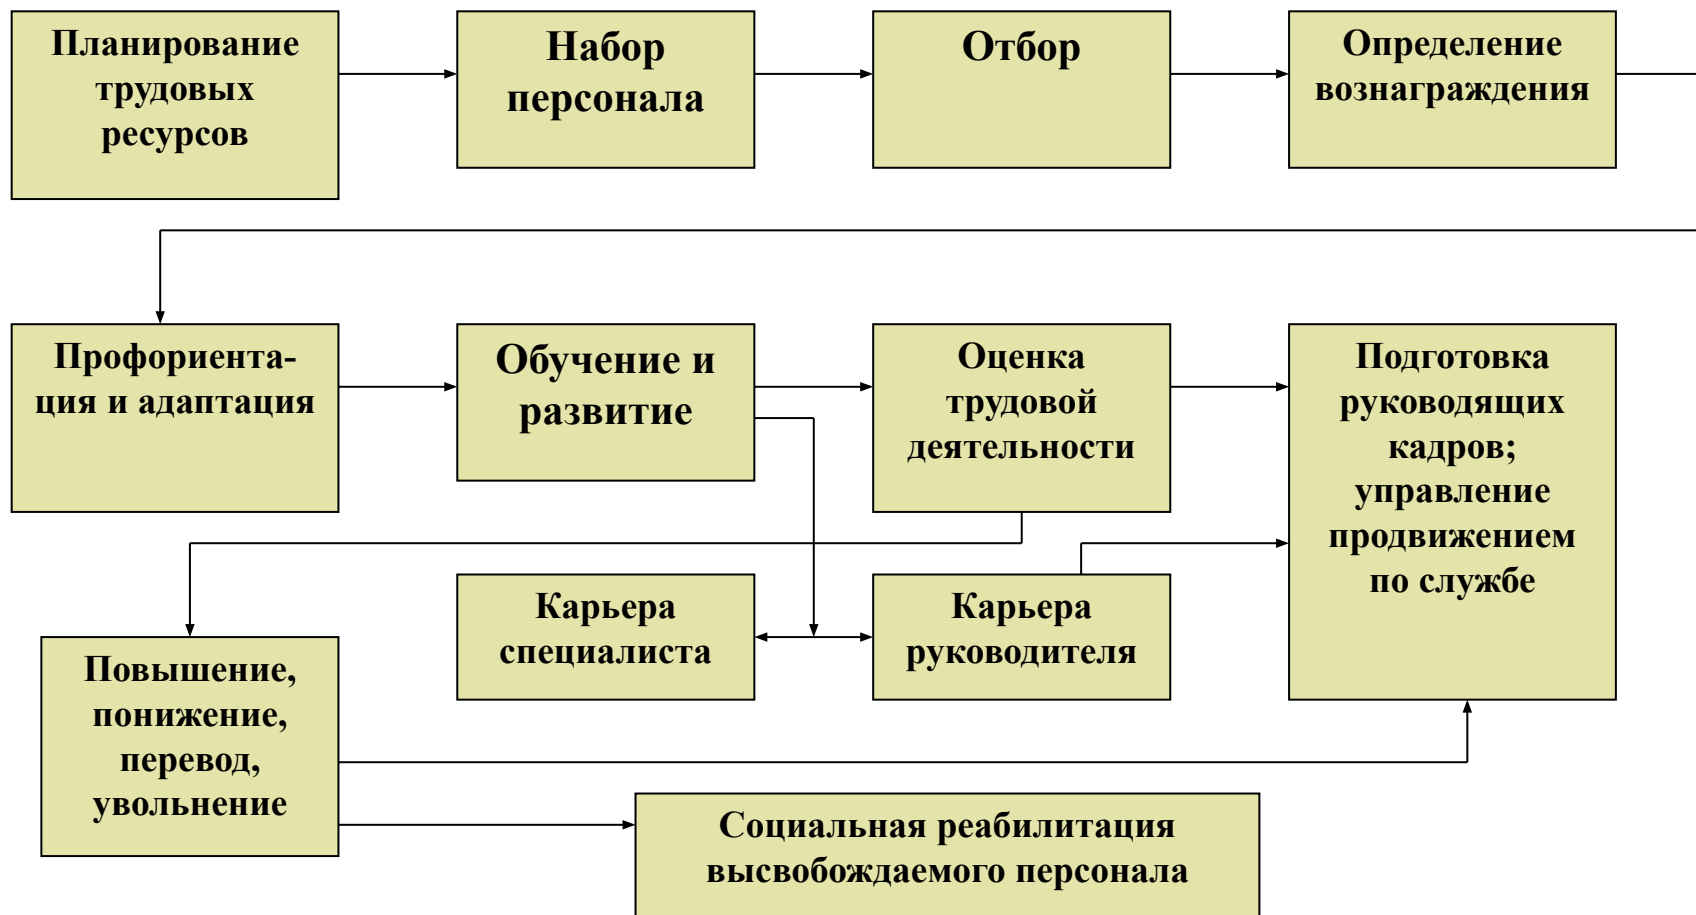 Планирование
трудовых
ресурсов
Набор
персонала
Отбор
Определение
вознаграждения
Профориента-
ция и адаптация
Обучение и
развитие
Оценка
трудовой
деятельности
Подготовка
руководящих
кадров;
управление
продвижением
по службе
Карьера
специалиста
Карьера
руководителя
Повышение,
понижение,
перевод,
увольнение
Социальная реабилитация
высвобождаемого персонала